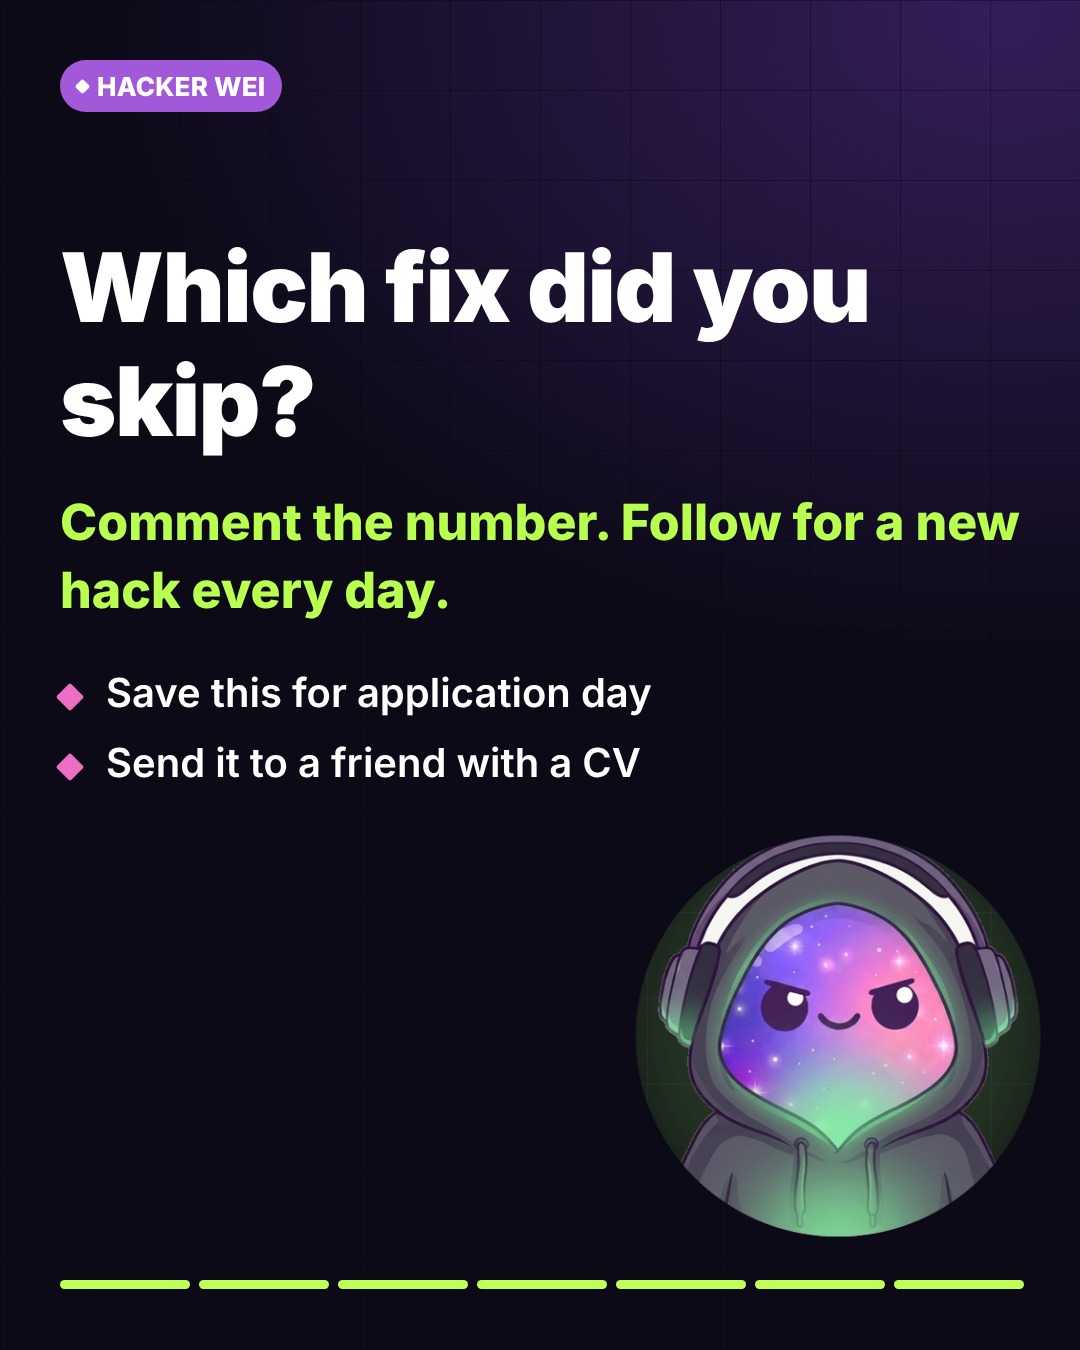 HACKER WEI
Which fix did you
skip?
Comment the number. Follow for a new
hack every day.
Save this for application day
Send it to a friend with a CV